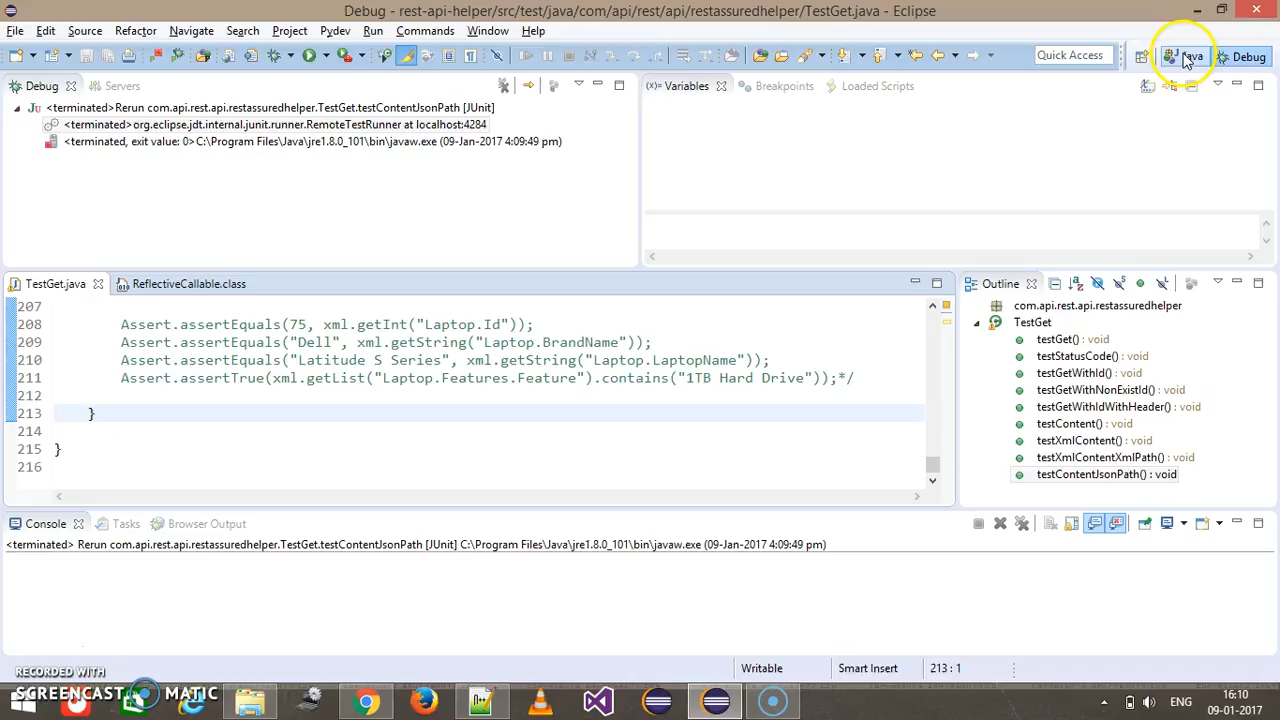 Debug - rest-api-helper/src/test/java/com/api/rest/api/restassuredhelper/TestGet.java - Eclipse
File Edit Source Refactor Navigate Search Project Pydev Run Commands Window Help
Quick Access Java Debug
Debug Servers
(x)= Variables Breakpoints Loaded Scripts
Ju <terminated>Rerun com.api.rest.api.restassuredhelper.TestGet.testContentJsonPath [JUnit]
<terminated>org.eclipse.jdt.internal.junit.runner.RemoteTestRunner at localhost:4284
<terminated, exit value: 0>C:\Program Files\Java\jre1.8.0_101\bin\javaw.exe (09-Jan-2017 4:09:49 pm)
TestGet.java ReflectiveCallable.class
207
208 Assert.assertEquals(75, xml.getInt("Laptop.Id"));
209 Assert.assertEquals("Dell", xml.getString("Laptop.BrandName"));
210 Assert.assertEquals("Latitude S Series", xml.getString("Laptop.LaptopName"));
211 Assert.assertTrue(xml.getList("Laptop.Features.Feature").contains("1TB Hard Drive"));*/
212
213 }
214
215 }
216
Outline
com.api.rest.api.restassuredhelper
TestGet
testGet() : void
testStatusCode() : void
testGetWithId() : void
testGetWithNonExistId() : void
testGetWithIdWithHeader() : void
testContent() : void
testXmlContent() : void
testXmlContentXmlPath() : void
testContentJsonPath() : void
Console Tasks Browser Output
<terminated> Rerun com.api.rest.api.restassuredhelper.TestGet.testContentJsonPath [JUnit] C:\Program Files\Java\jre1.8.0_101\bin\javaw.exe (09-Jan-2017 4:09:49 pm)
Writable Smart Insert 213 : 1
RECORDED WITH
SCREENCAST MATIC
ENG
16:10
09-01-2017